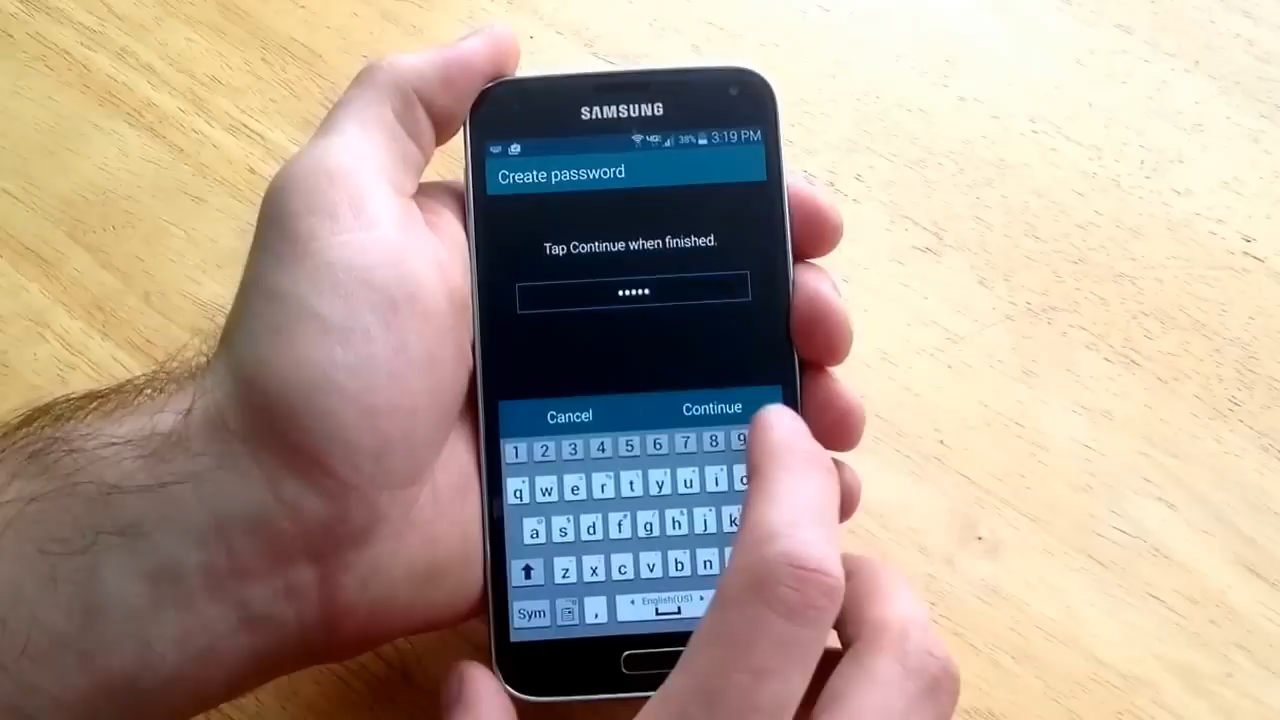 SAMSUNG
38% 3:19 PM
Create password
Tap Continue when finished.
•••••
Cancel Continue
1 2 3 4 5 6 7 8 9
q w e r t y u i o
a s d f g h j k
z x c v b n
Sym , English(US)